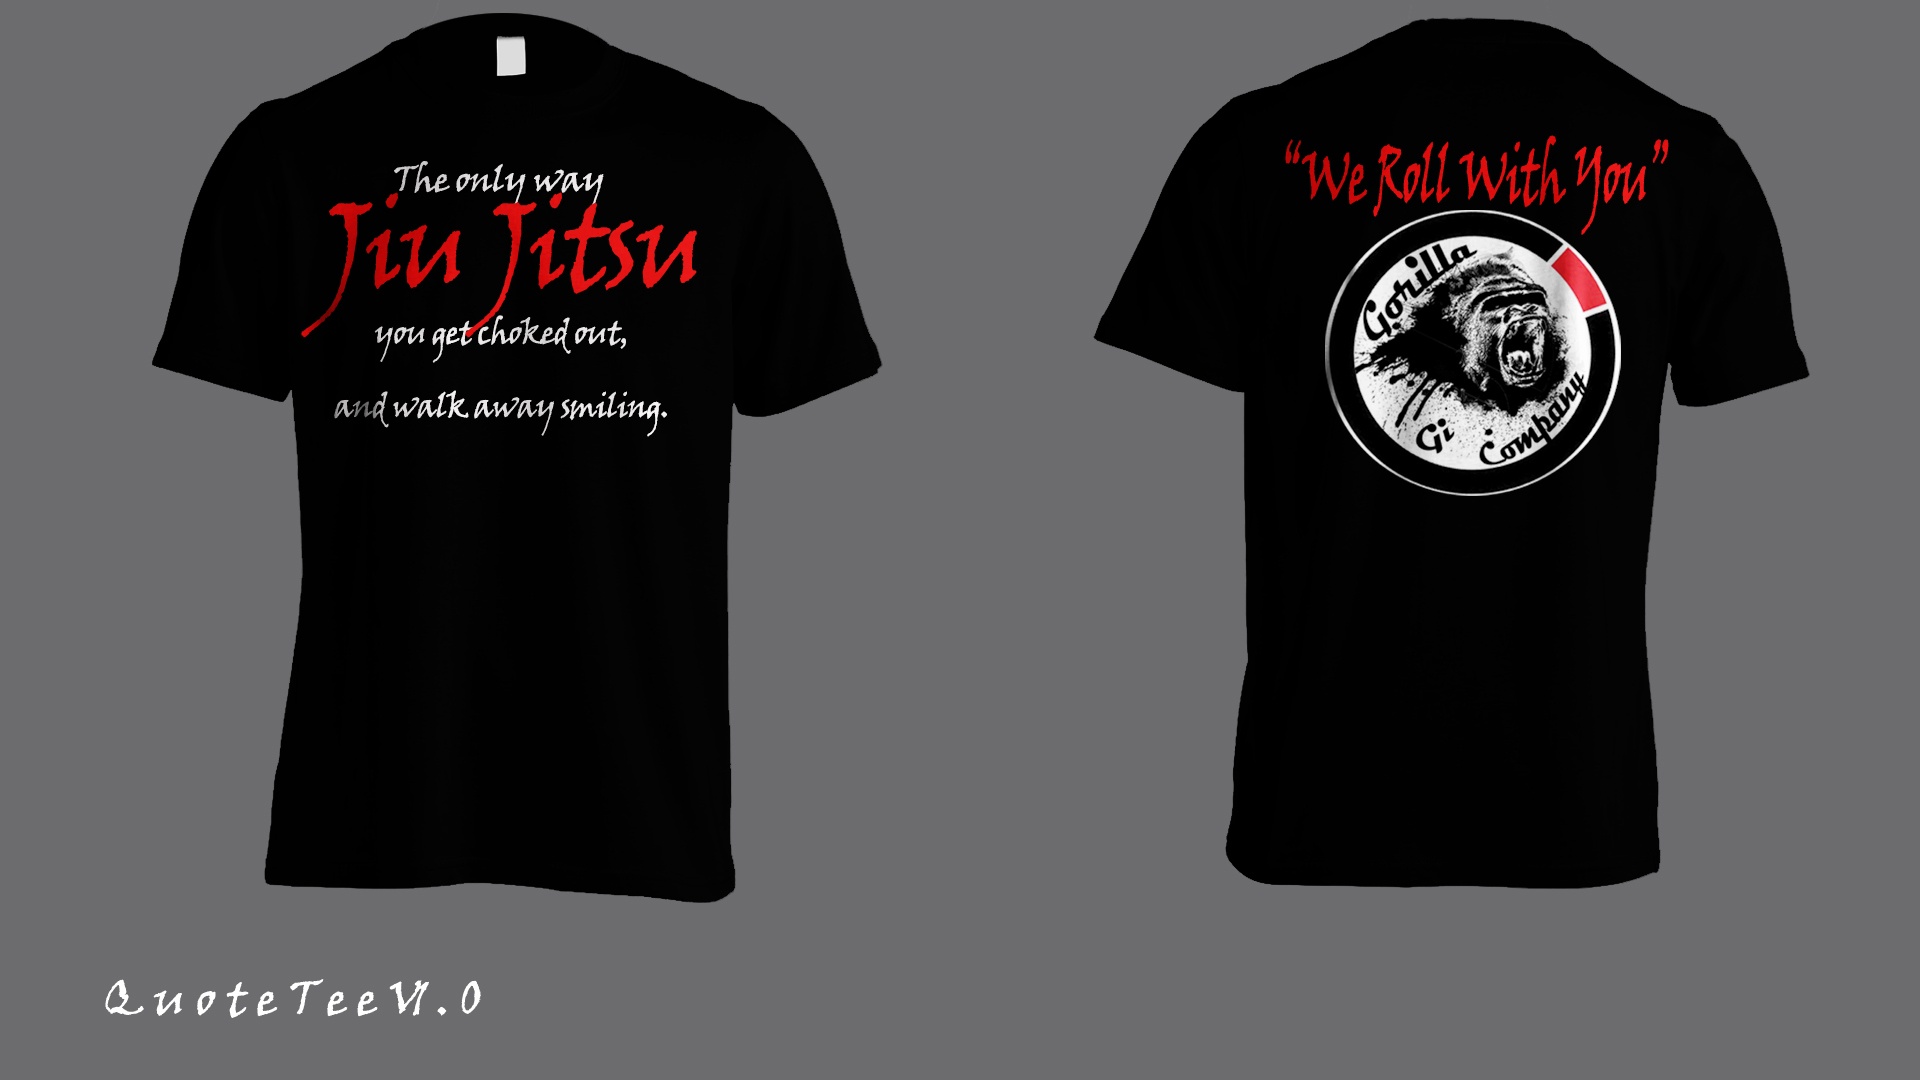 The only way
Jiu Jitsu
you get choked out,
and walk away smiling.
“We Roll With You”
Gorilla
Gi Company
QuoteTeeV1.0